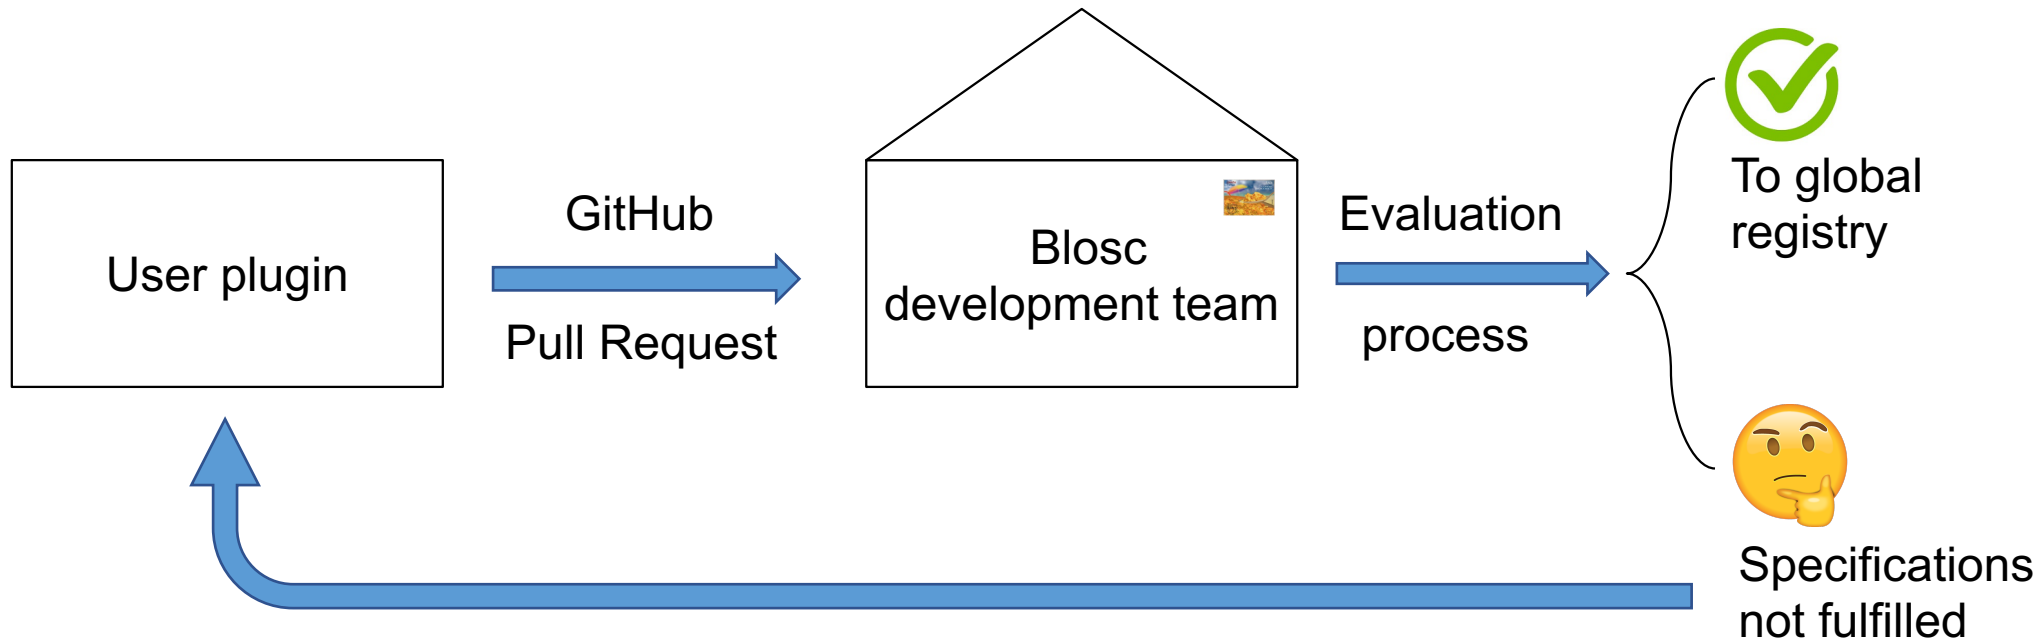 User plugin
GitHub
Pull Request
Blosc
development team
Evaluation
process
To global
registry
Specifications
not fulfilled